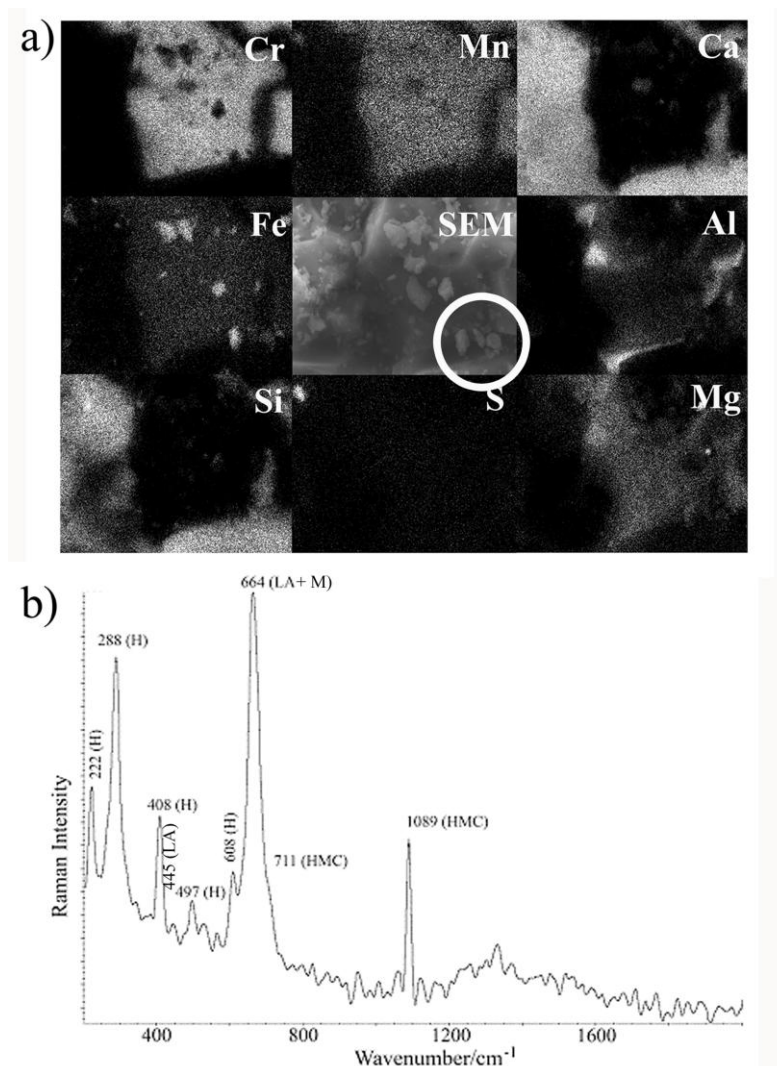 a)
Cr Mn Ca
Fe SEM Al
Si S Mg
b)
664 (LA+ M)
288 (H)
222 (H)
408 (H)
445 (LA)
497 (H)
608 (H)
711 (HMC)
1089 (HMC)
Raman Intensity
400 800 1200 1600
Wavenumber/cm⁻¹